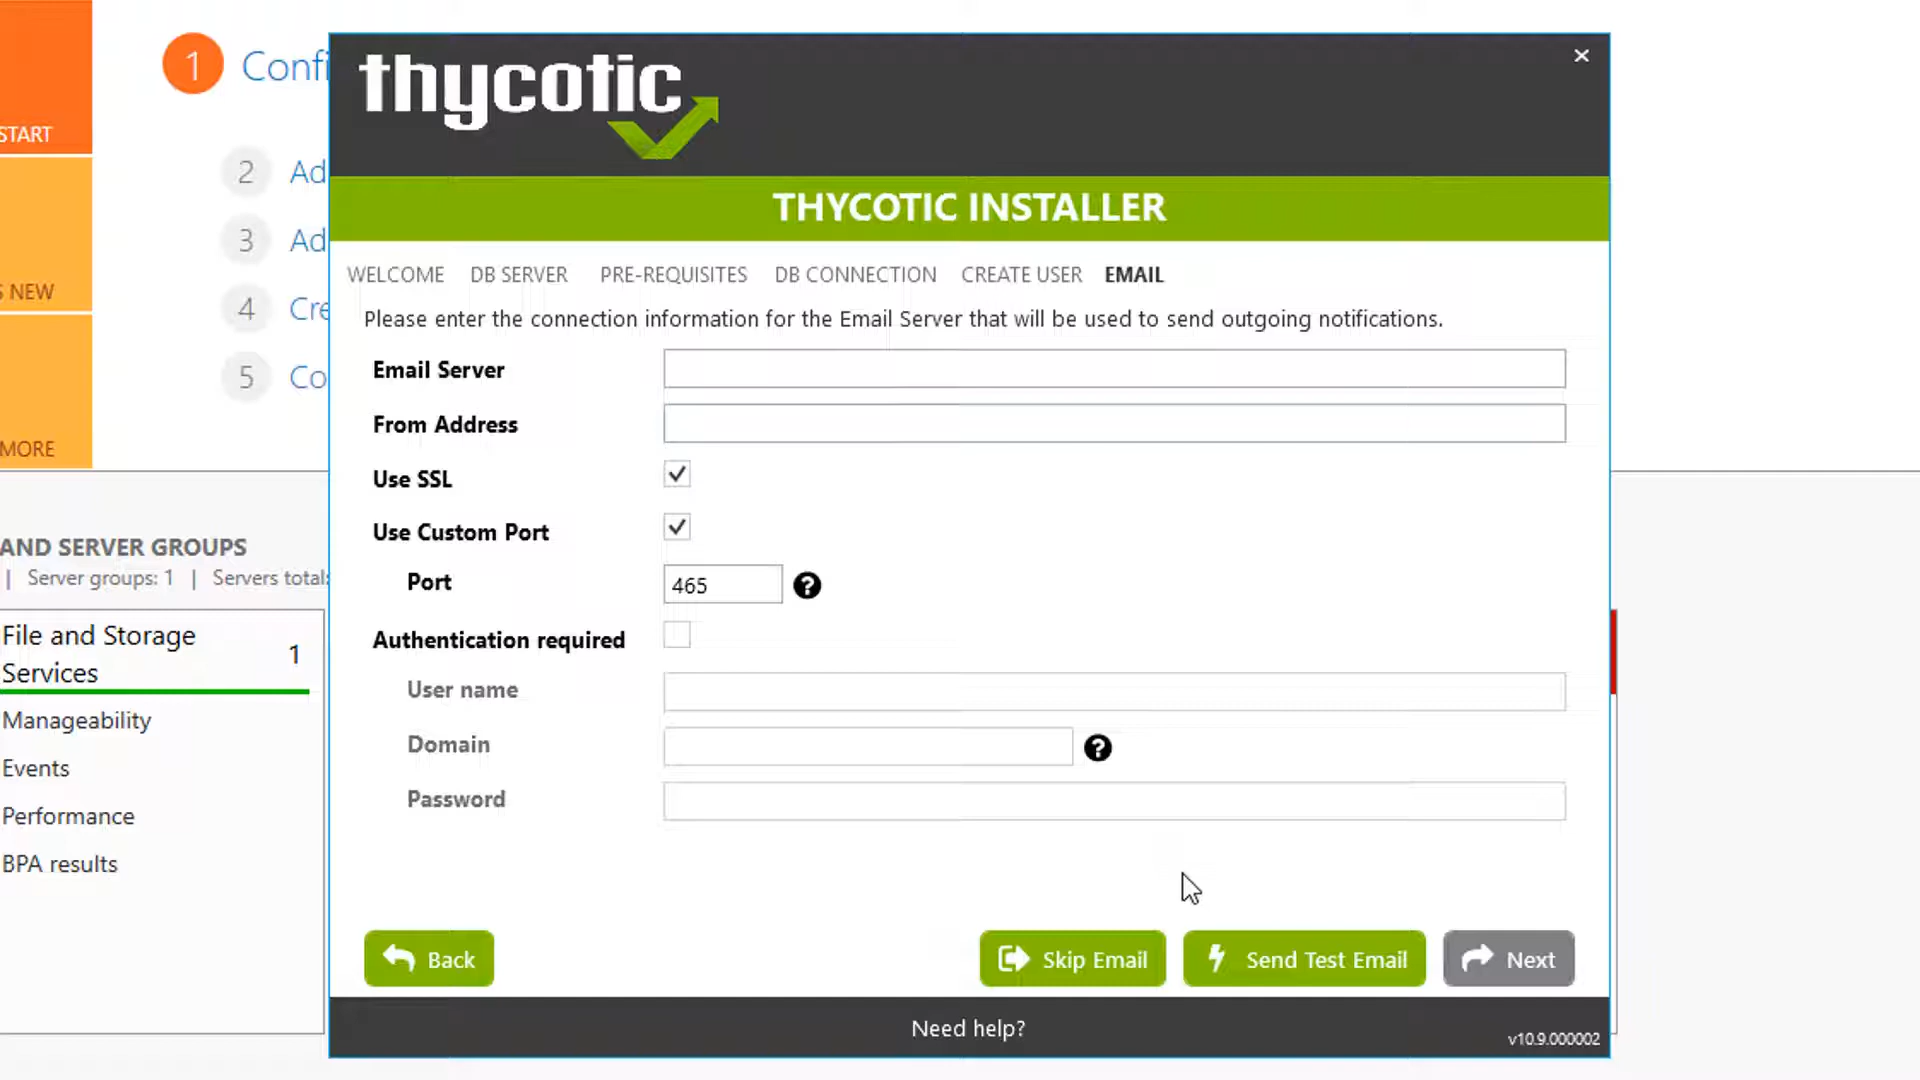 1 Confi
START
2 Ad
3 Ad
S NEW
4 Cre
5 Co
MORE
AND SERVER GROUPS
| Server groups: 1 | Servers total:
File and Storage
Services
1
Manageability
Events
Performance
BPA results
thycotic
THYCOTIC INSTALLER
WELCOME DB SERVER PRE-REQUISITES DB CONNECTION CREATE USER EMAIL
Please enter the connection information for the Email Server that will be used to send outgoing notifications.
Email Server
From Address
Use SSL
Use Custom Port
Port 465 ?
Authentication required
User name
Domain ?
Password
Back Skip Email Send Test Email Next
Need help?
v10.9.000002